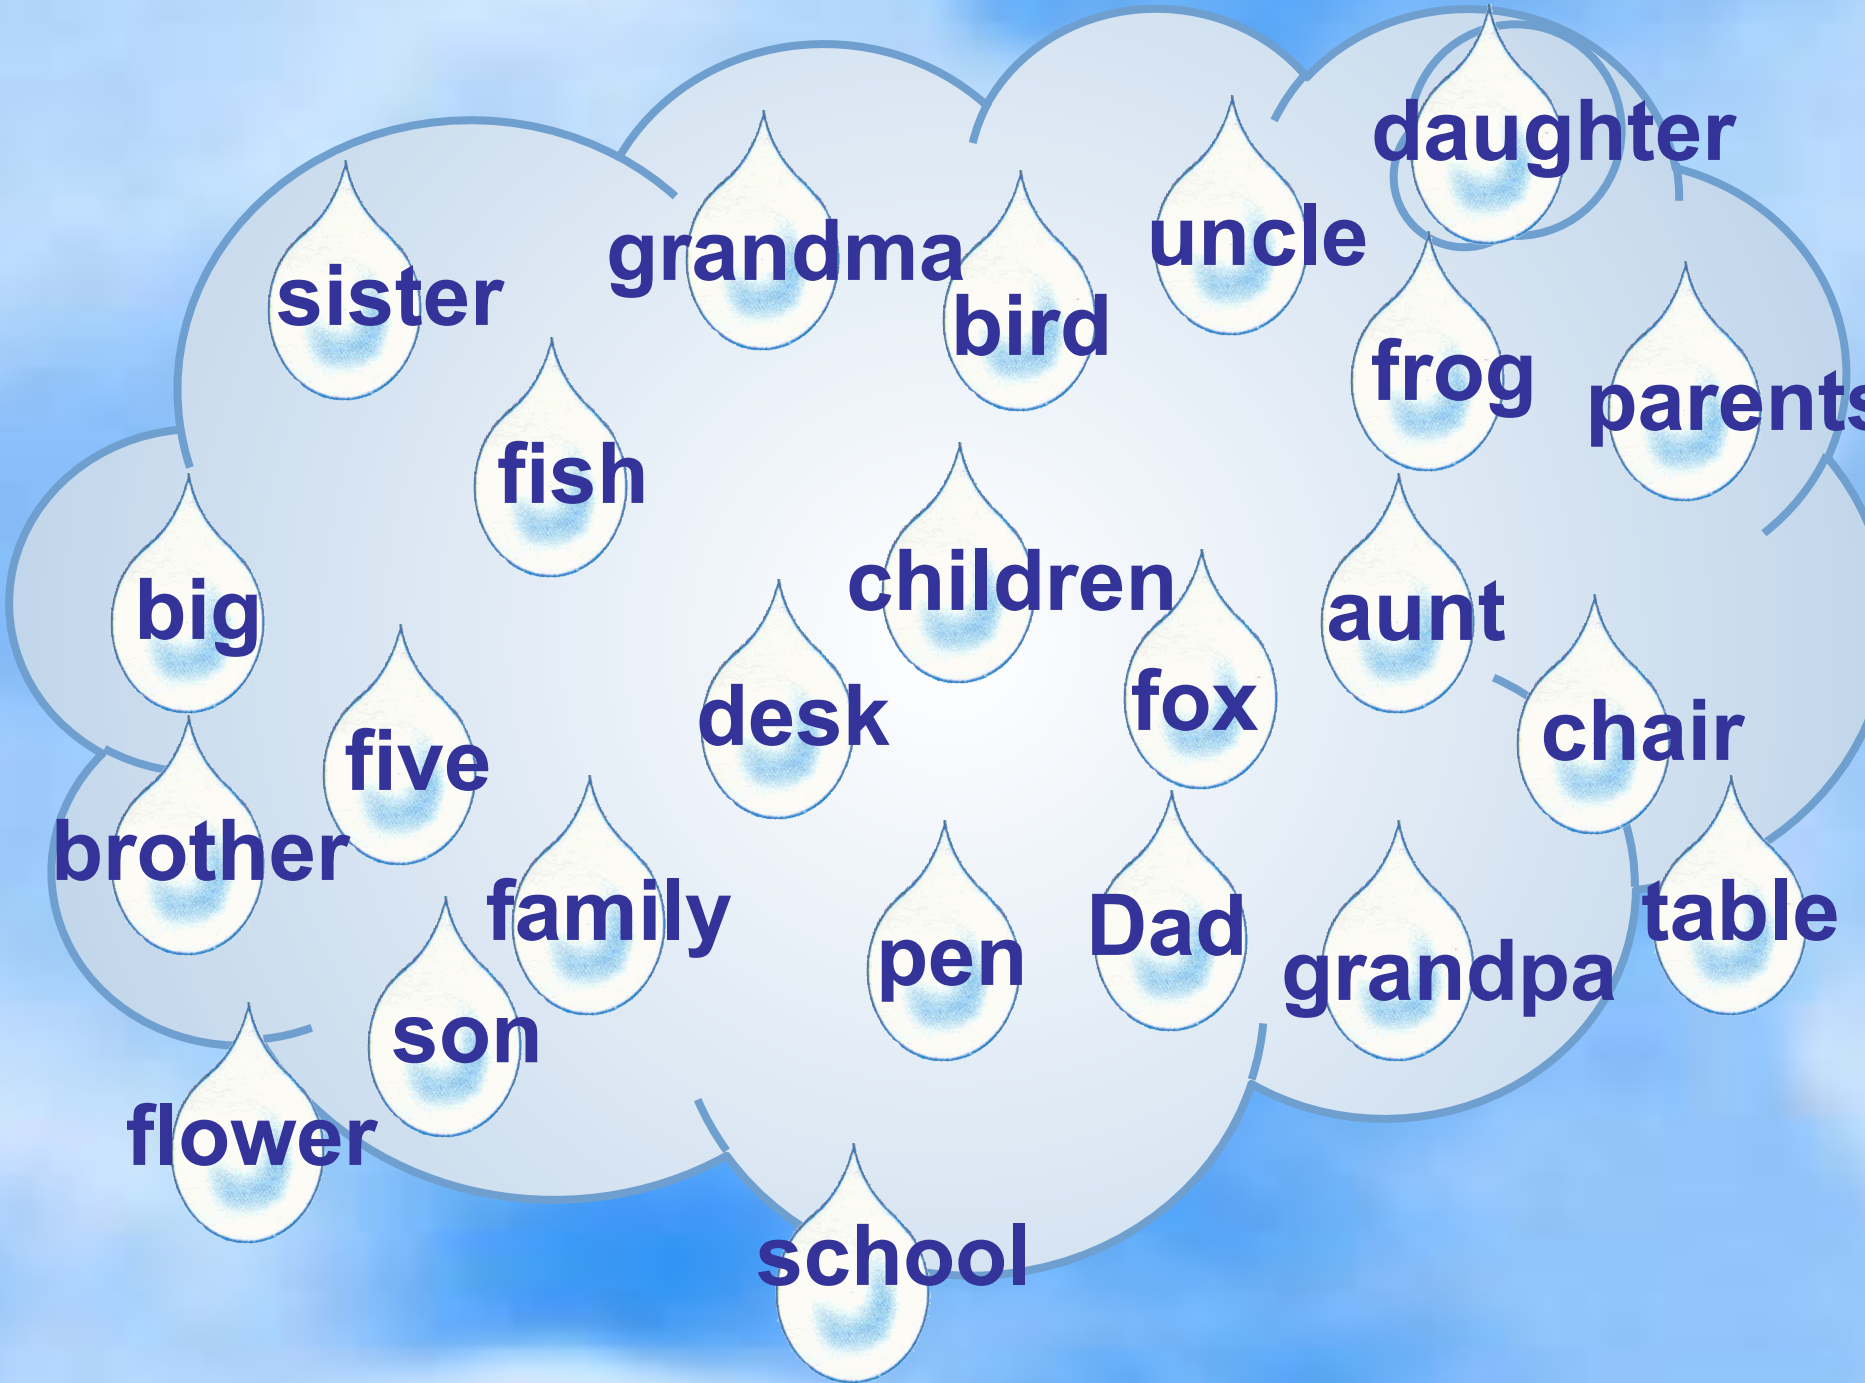 daughter
uncle
grandma
sister
bird
frog
parents
fish
children
big
aunt
desk
fox
chair
five
brother
family
Dad
table
pen
grandpa
son
flower
school